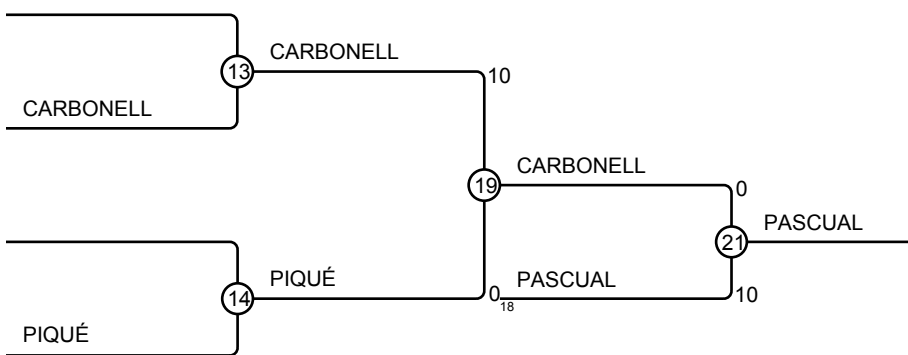 CARBONELL
13
10
CARBONELL
CARBONELL
19
0
PASCUAL
21
PIQUÉ
0
18
PASCUAL
10
14
PIQUÉ